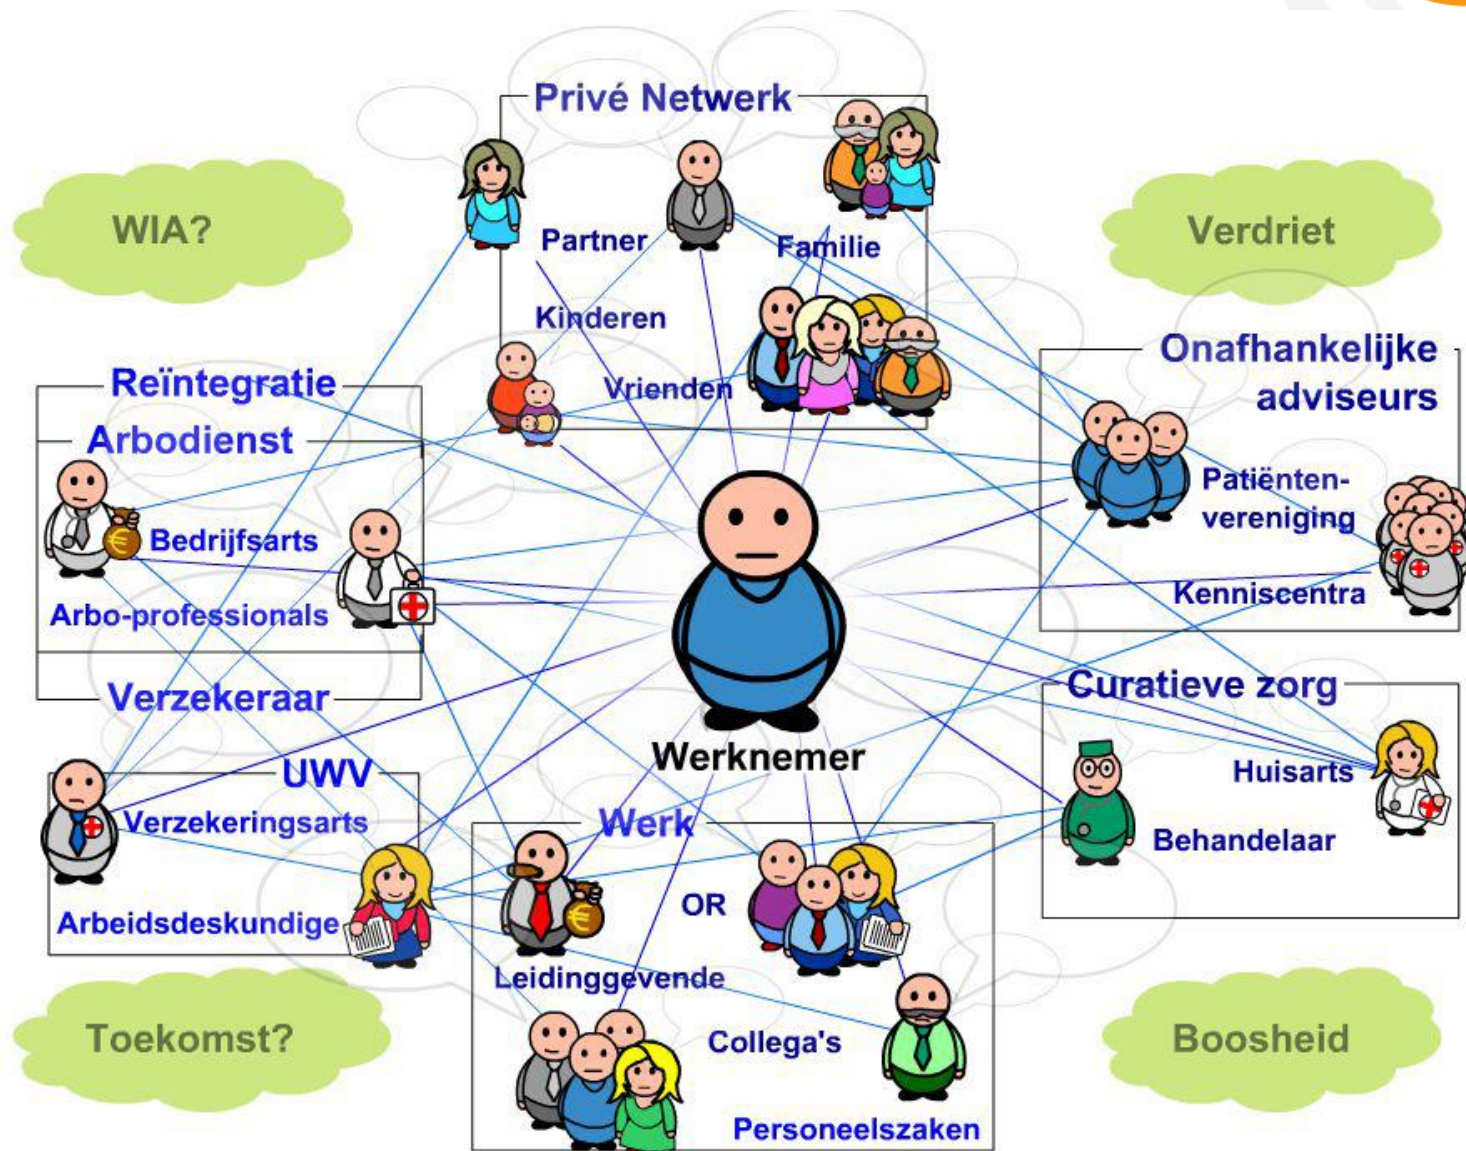 Privé Netwerk
Partner
Familie
Kinderen
Vrienden
WIA?
Verdriet
Reïntegratie
Arbodienst
Bedrijfsarts
Arbo-professionals
Verzekeraar
Onafhankelijke
adviseurs
Patiënten-
vereniging
Kenniscentra
Werknemer
Curatieve zorg
Huisarts
Behandelaar
UWV
Verzekeringsarts
Arbeidsdeskundige
Werk
OR
Leidinggevende
Collega's
Personeelszaken
Toekomst?
Boosheid